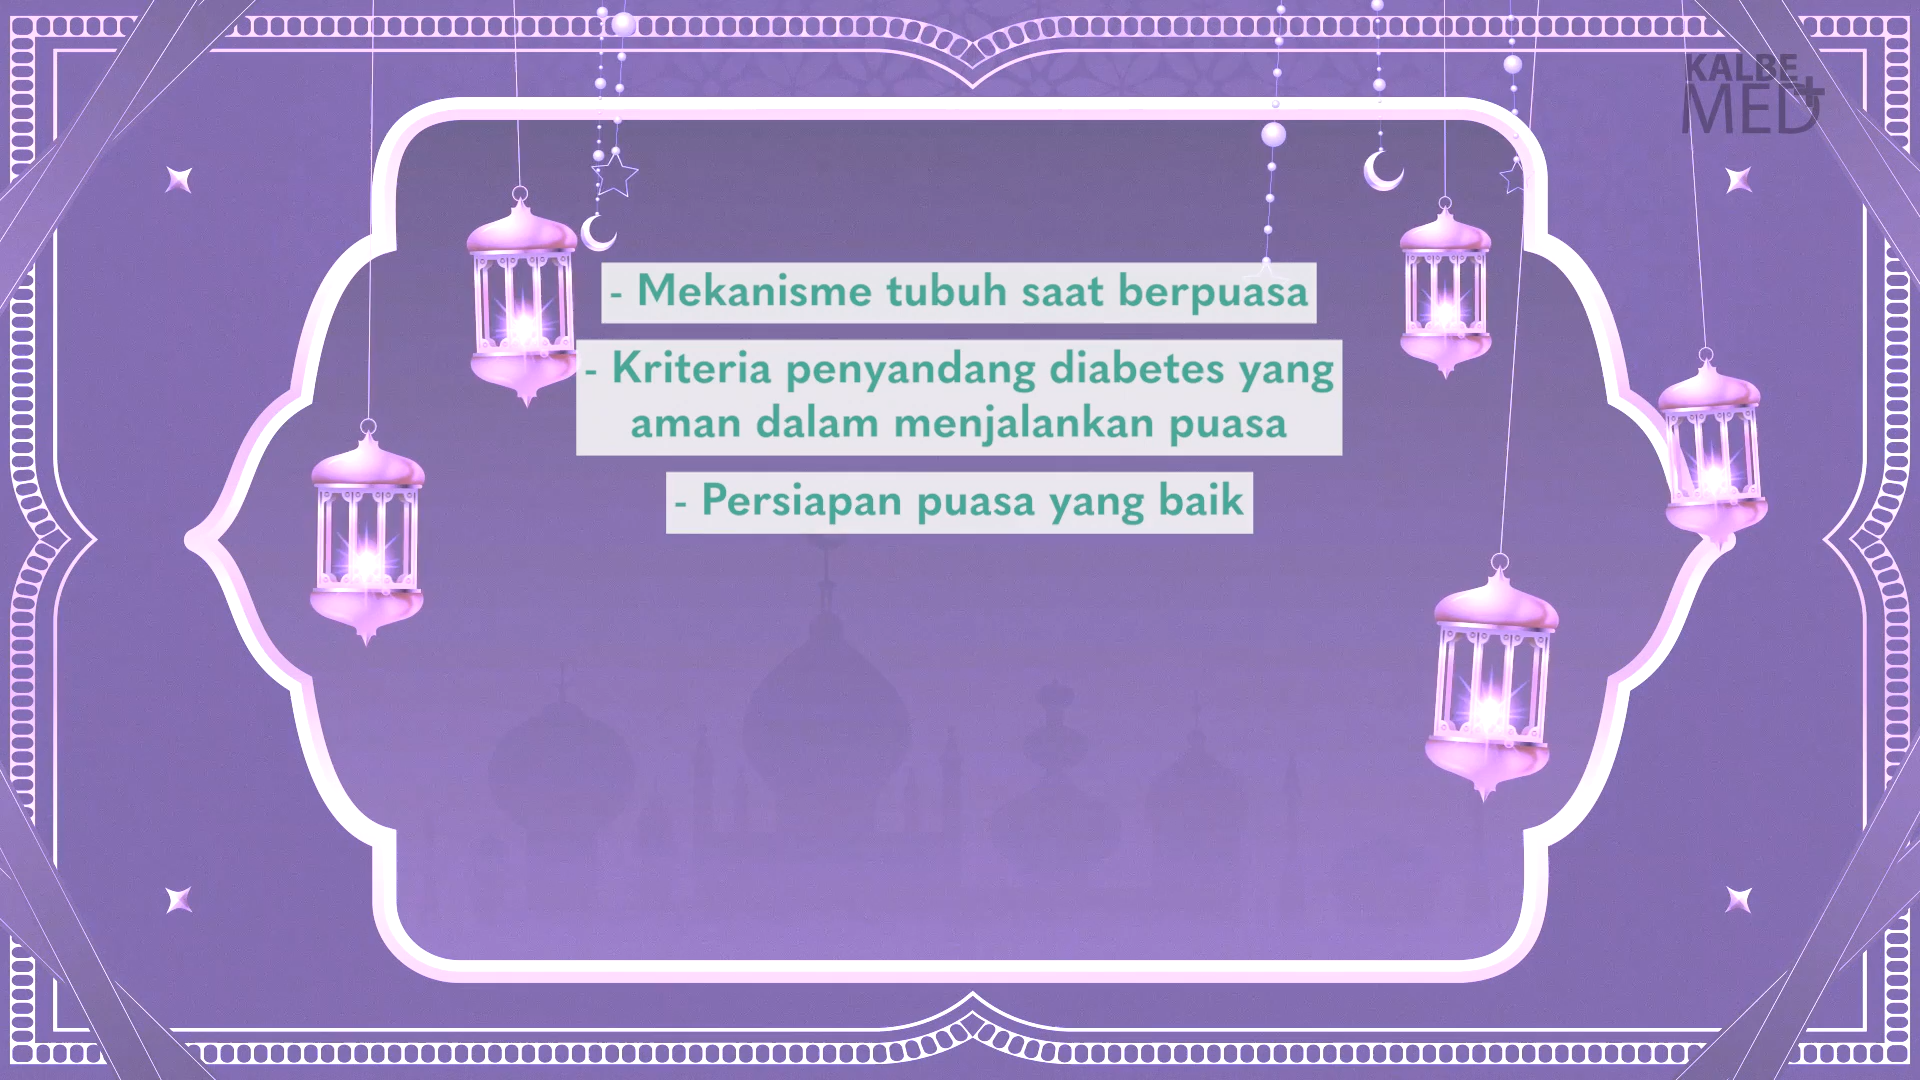 KALBE
MED+
- Mekanisme tubuh saat berpuasa
- Kriteria penyandang diabetes yang
aman dalam menjalankan puasa
- Persiapan puasa yang baik